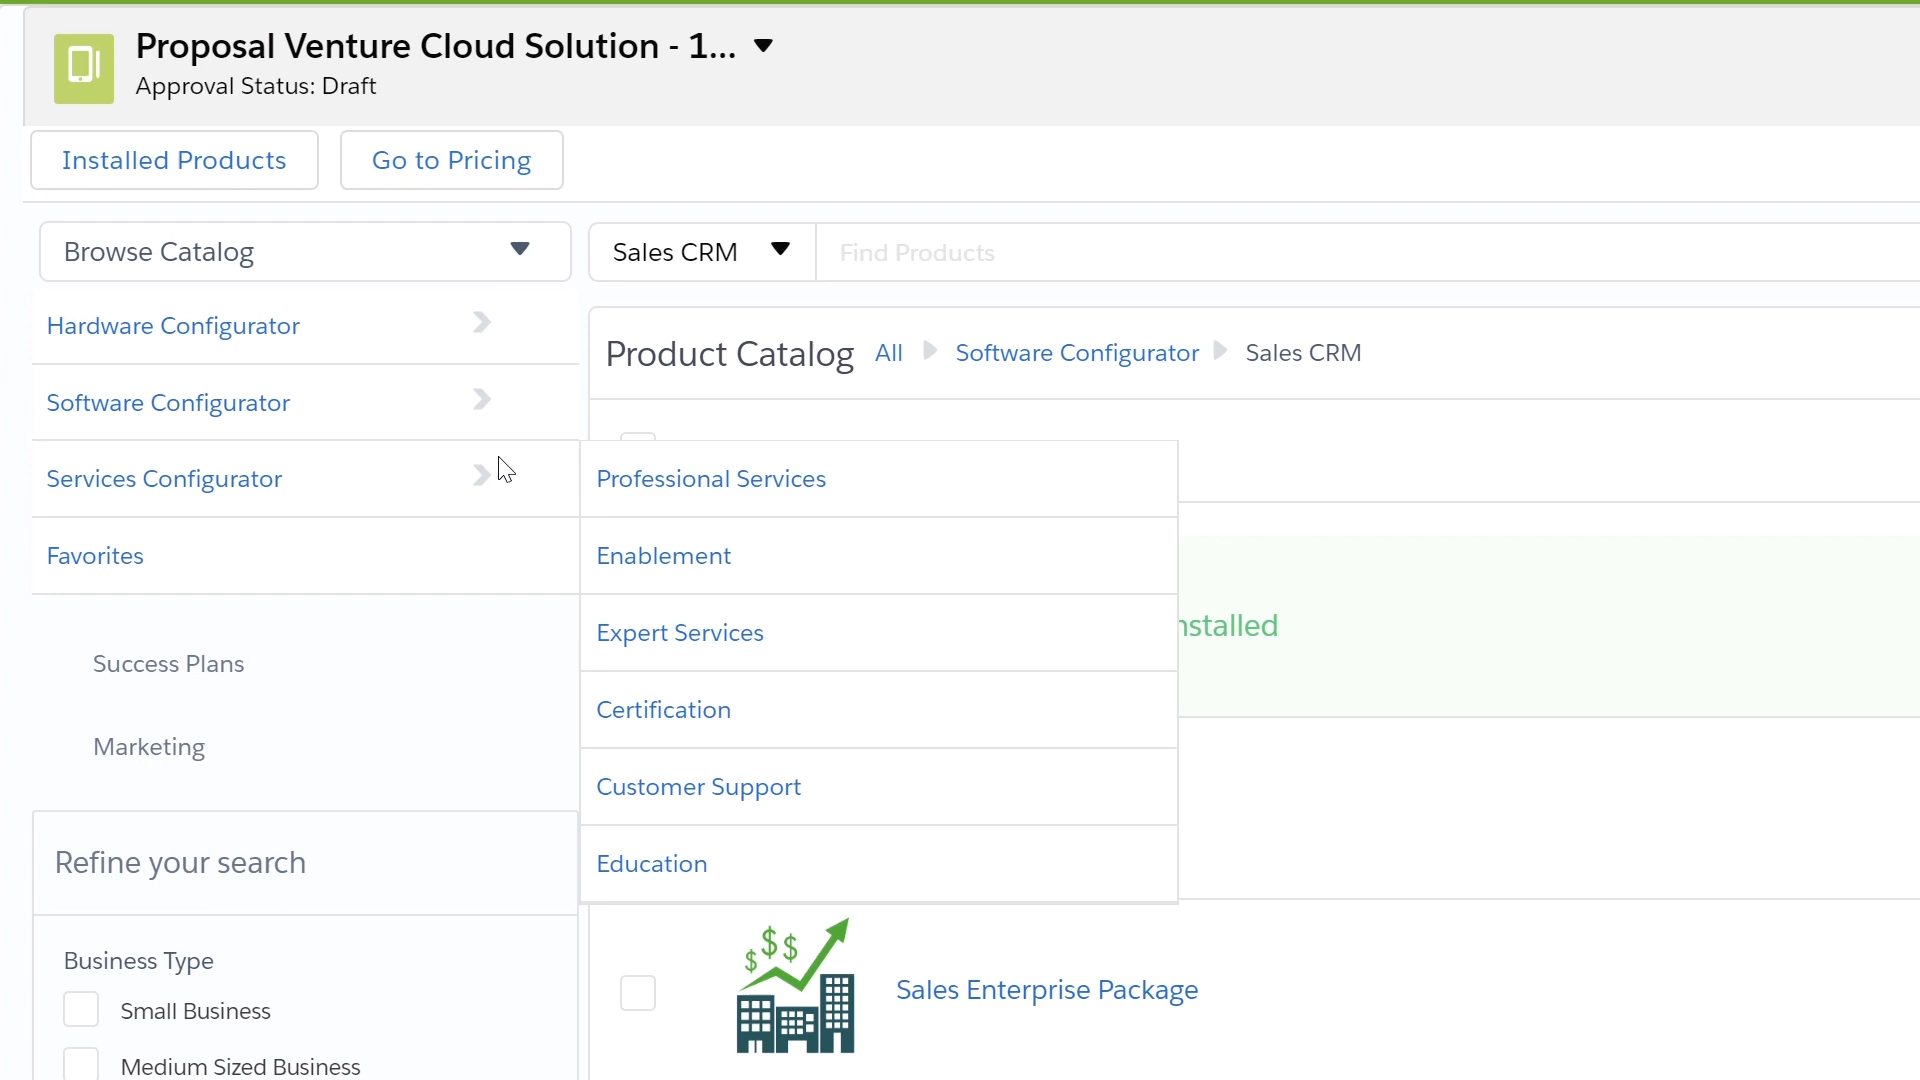 Proposal Venture Cloud Solution - 1...
Approval Status: Draft
Installed Products
Go to Pricing
Browse Catalog
Sales CRM
Find Products
Hardware Configurator
Software Configurator
Services Configurator
Favorites
Success Plans
Marketing
Refine your search
Business Type
Small Business
Medium Sized Business
Product Catalog
All
Software Configurator
Sales CRM
Professional Services
Enablement
Expert Services
Certification
Customer Support
Education
nstalled
$ $ $
Sales Enterprise Package